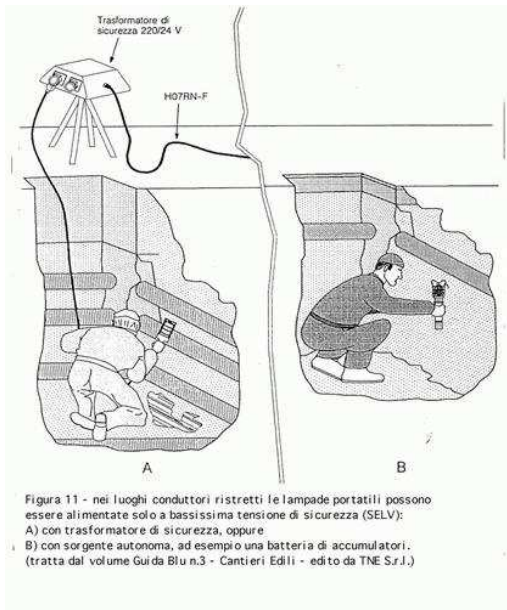 Trasformatore di
sicurezza 220/24 V
H07RN-F
A
B
Figura 11 - nei luoghi conduttori ristretti le lampade portatili possono
essere alimentate solo a bassissima tensione di sicurezza (SELV):
A) con trasformatore di sicurezza, oppure
B) con sorgente autonoma, ad esempio una batteria di accumulatori.
(tratta dal volume Guida Blu n.3 - Cantieri Edili - edito da TNE S.r.l.)